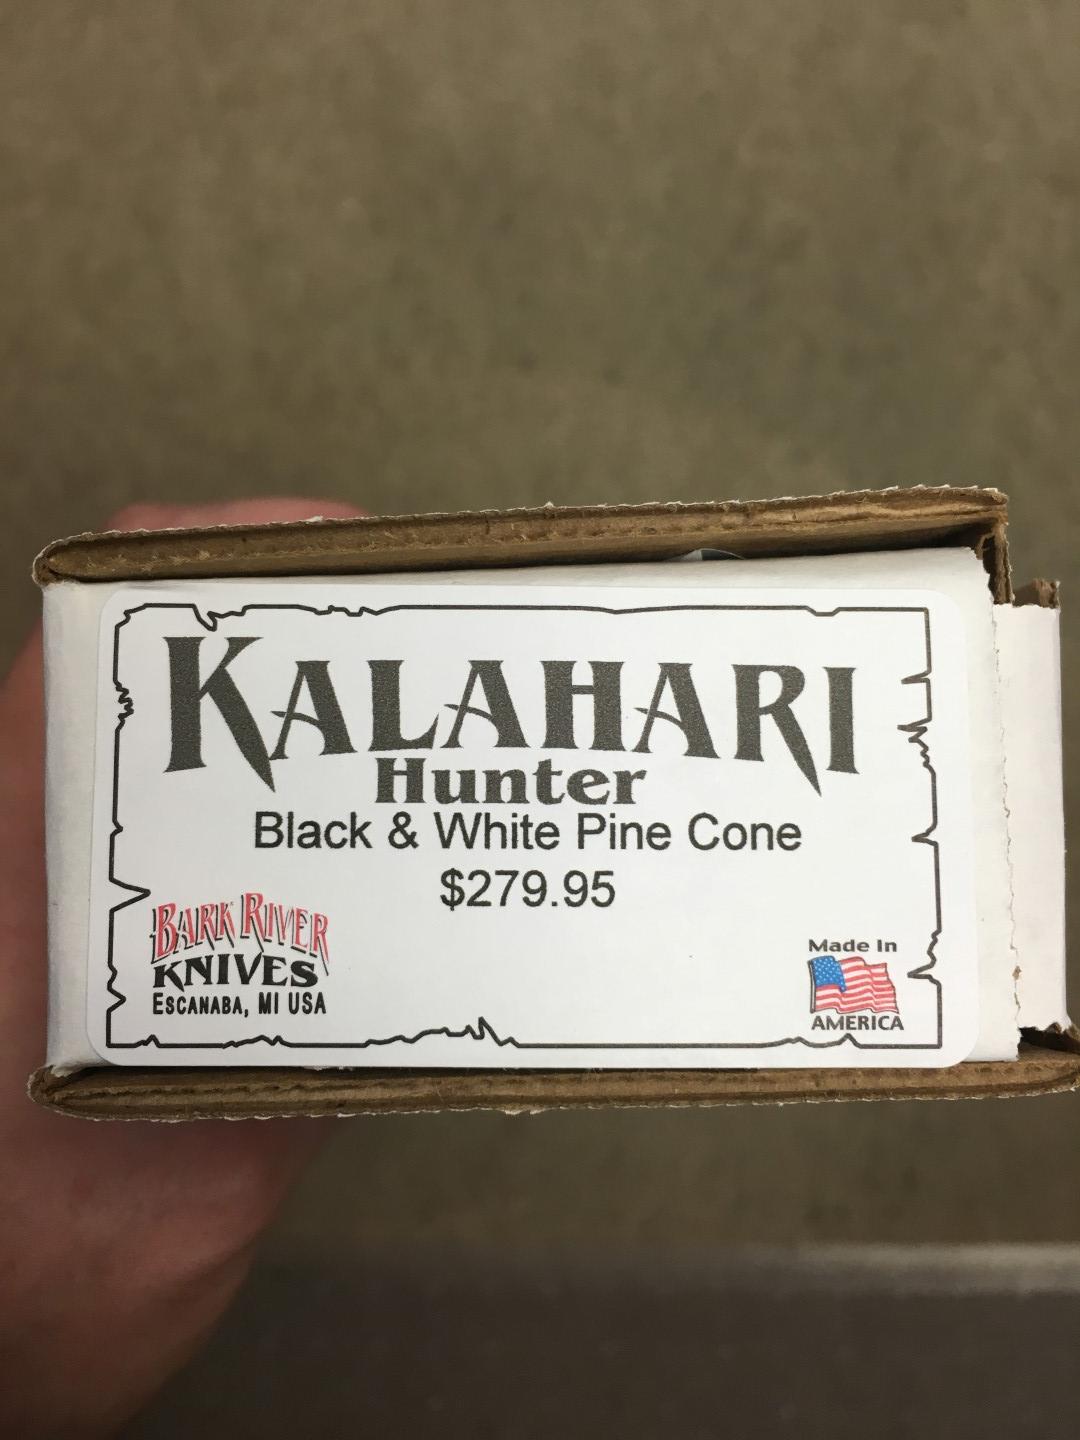 KALAHARI
Hunter
Black & White Pine Cone
$279.95
BARK RIVER
KNIVES
ESCANABA, MI USA
Made In
AMERICA